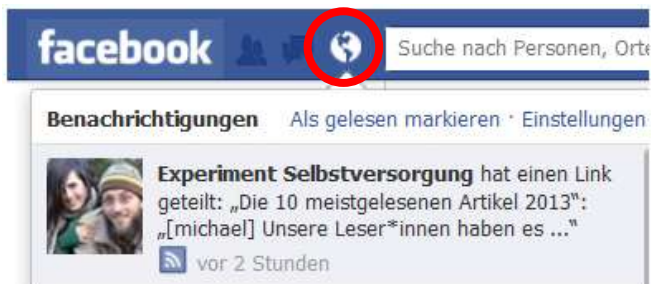 facebook
Suche nach Personen, Orte
Benachrichtigungen Als gelesen markieren · Einstellungen
Experiment Selbstversorgung hat einen Link
geteilt: „Die 10 meistgelesenen Artikel 2013“:
„[michael] Unsere Leser*innen haben es ...“
vor 2 Stunden